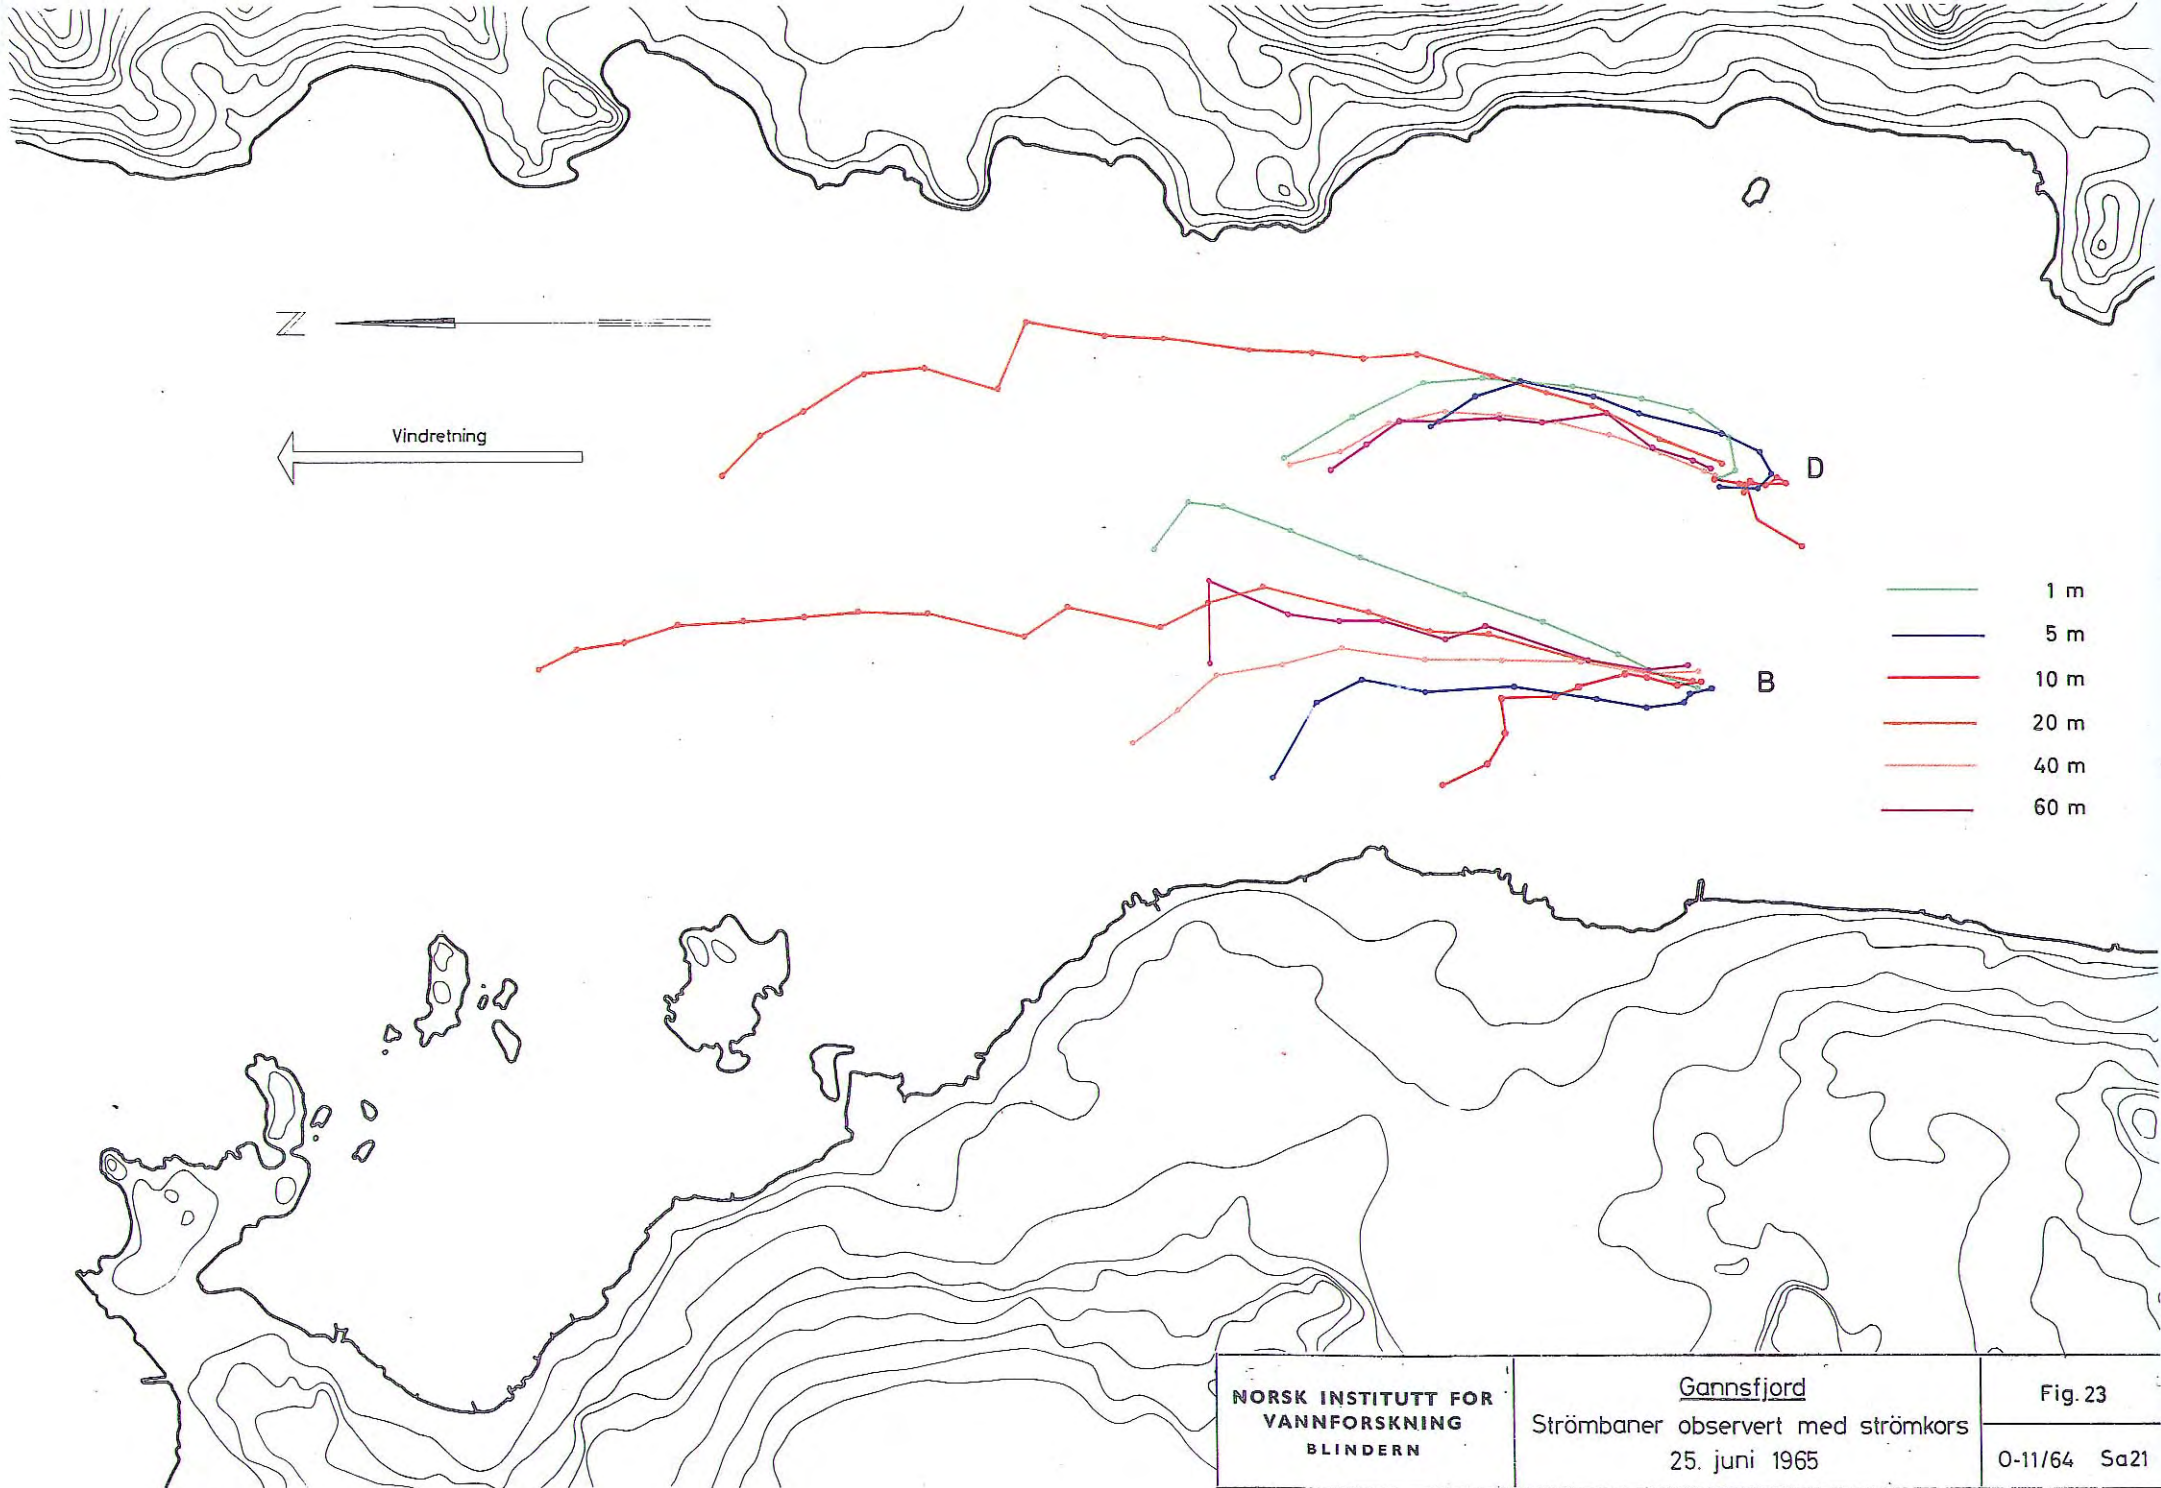 N
Vindretning
D
B
1 m
5 m
10 m
20 m
40 m
60 m
NORSK INSTITUTT FOR
VANNFORSKNING
BLINDERN
Gannsfjord
Strömbaner observert med strömkors
25. juni 1965
Fig. 23
O-11/64 Sa21